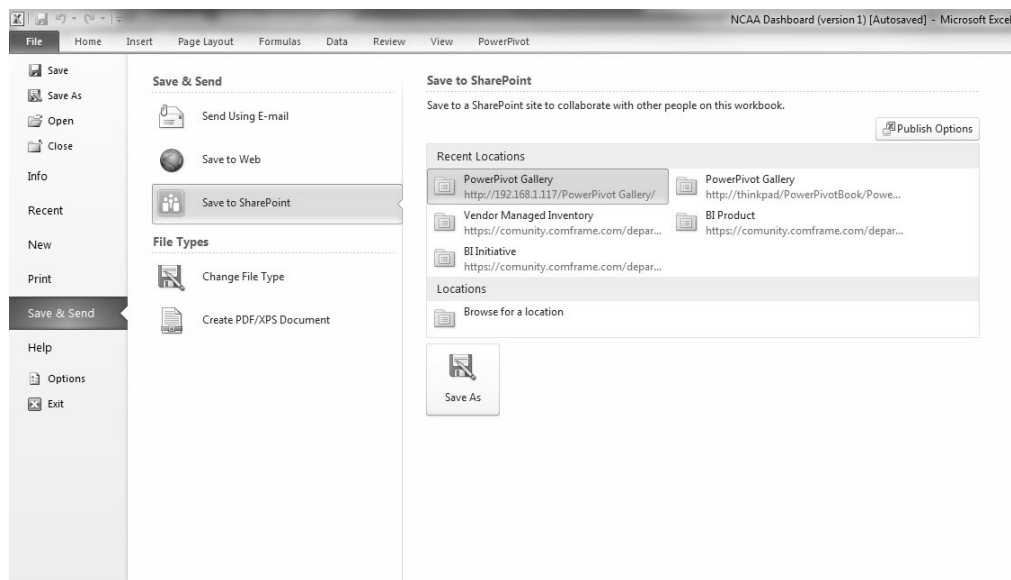 NCAA Dashboard (version 1) [Autosaved] - Microsoft Excel
File Home Insert Page Layout Formulas Data Review View PowerPivot
Save
Save As
Open
Close
Info
Recent
New
Print
Save & Send
Help
Options
Exit
Save & Send
Send Using E-mail
Save to Web
Save to SharePoint
File Types
Change File Type
Create PDF/XPS Document
Save to SharePoint
Save to a SharePoint site to collaborate with other people on this workbook.
Publish Options
Recent Locations
PowerPivot Gallery
http://192.168.1.117/PowerPivot Gallery/
PowerPivot Gallery
http://thinkpad/PowerPivotBook/Powe...
Vendor Managed Inventory
https://comunity.comframe.com/depar...
BI Product
https://comunity.comframe.com/depar...
BI Initiative
https://comunity.comframe.com/depar...
Locations
Browse for a location
Save As